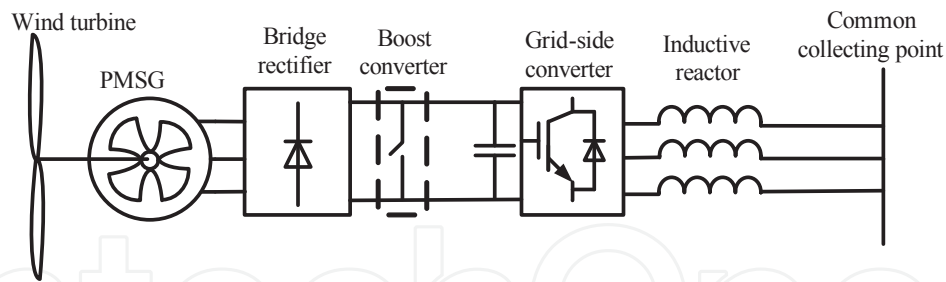 Wind turbine
PMSG
Bridge
rectifier
Boost
converter
Grid-side
converter
Inductive
reactor
Common
collecting point